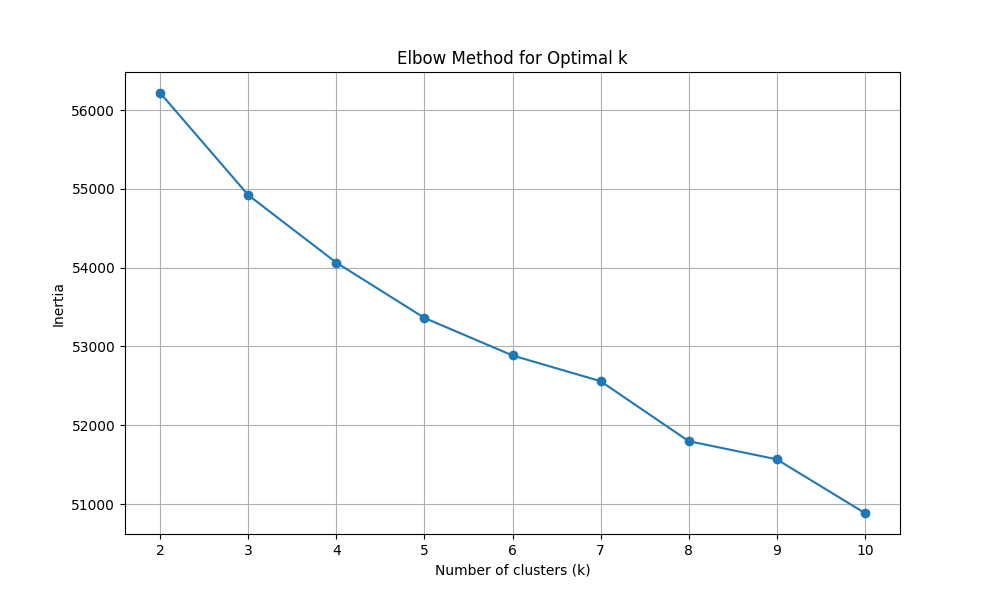 Elbow Method for Optimal k
56000
55000
54000
53000
52000
51000
Inertia
2 3 4 5 6 7 8 9 10
Number of clusters (k)